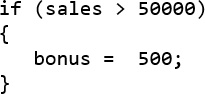 if (sales > 50000)
{
   bonus =  500;
}